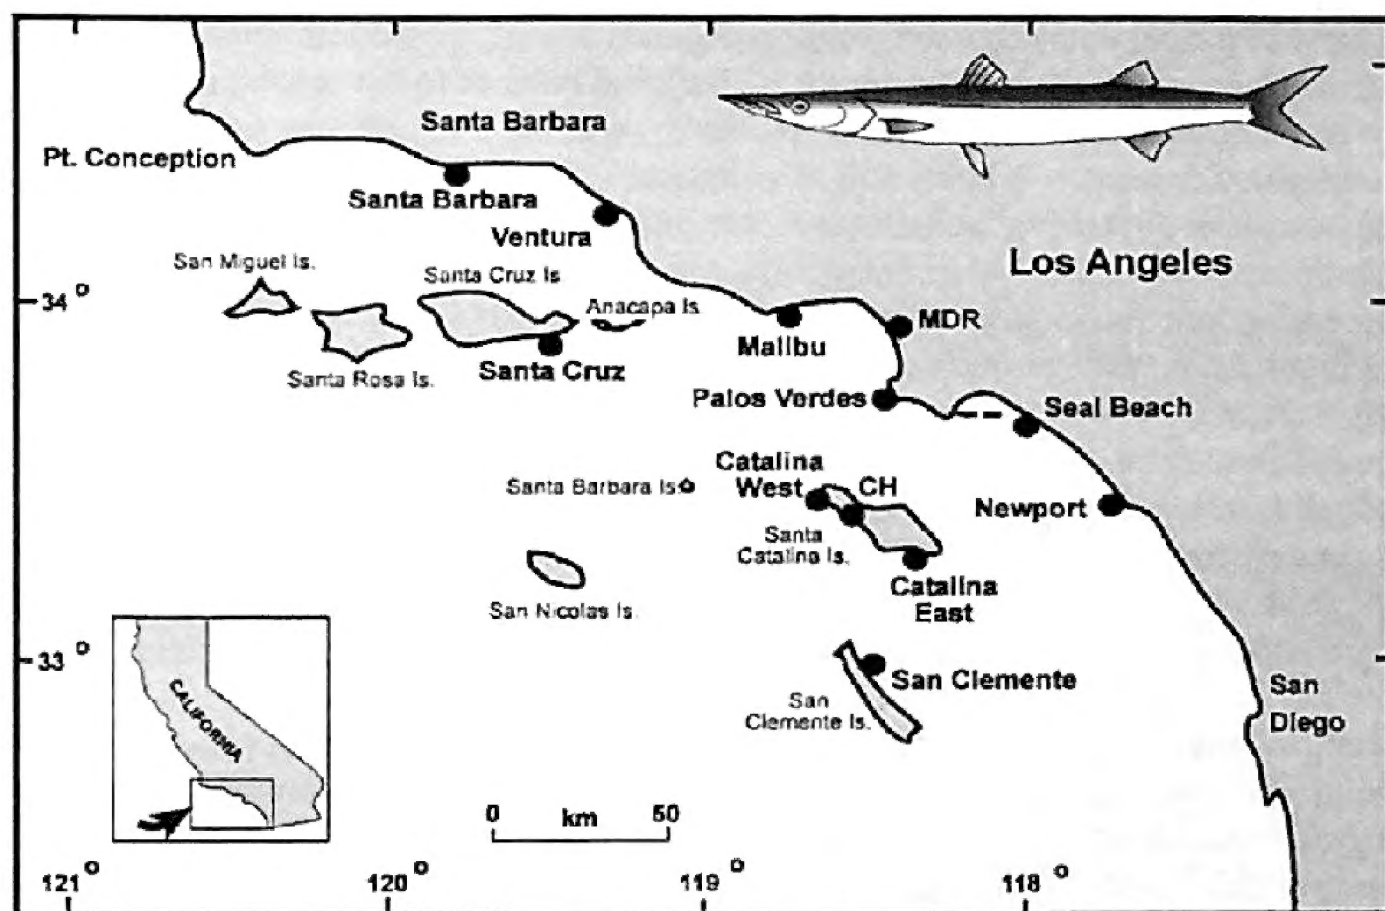 Santa Barbara
Pt. Conception
Santa Barbara
Ventura
Los Angeles
San Miguel Is.
Santa Cruz Is
34°
Anacapa Is.
MDR
Malibu
Santa Rosa Is.
Santa Cruz
Palos Verdes
Seal Beach
Catalina
West
CH
Santa Barbara Is.
Newport
Santa
Catalina Is.
Catalina
East
San Nicolas Is.
33°
San Clemente
San
Clemente Is.
San
Diego
CALIFORNIA
0 50
km
121° 120° 119° 118°